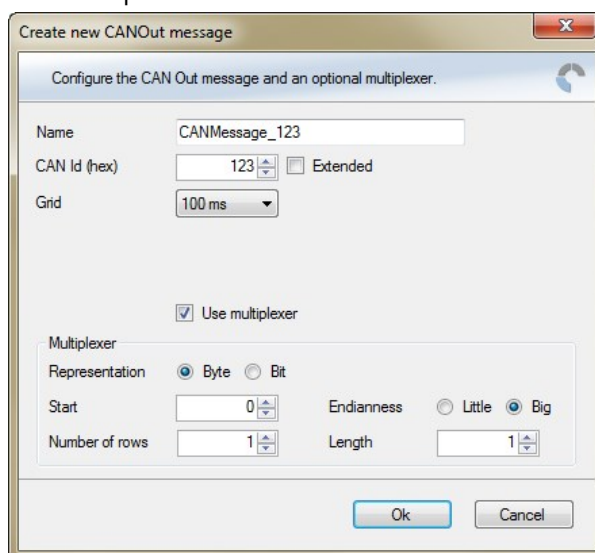 Create new CANOut message
Configure the CAN Out message and an optional multiplexer.
Name CANMessage_123
CAN Id (hex) 123 Extended
Grid 100 ms
Use multiplexer
Multiplexer
Representation Byte Bit
Start 0 Endianness Little Big
Number of rows 1 Length 1
Ok Cancel